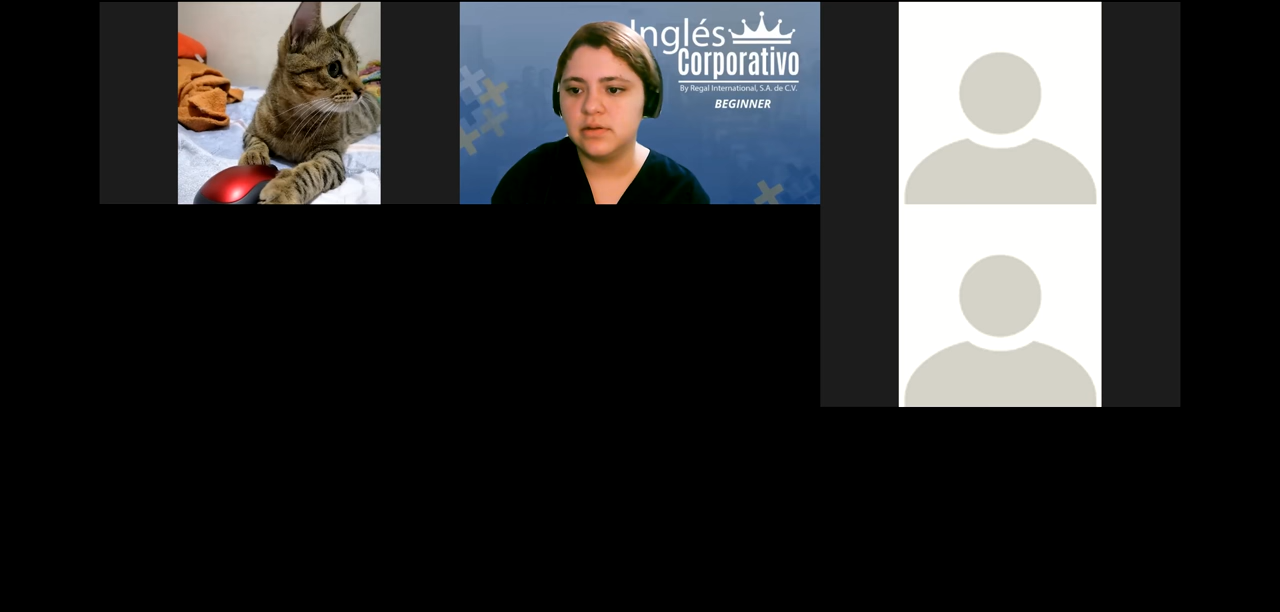 Inglés
Corporativo
By Regal International, S.A. de C.V.
BEGINNER